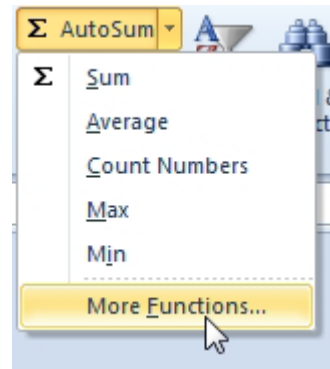 Σ AutoSum
Σ Sum
Average
Count Numbers
Max
Min
More Functions...